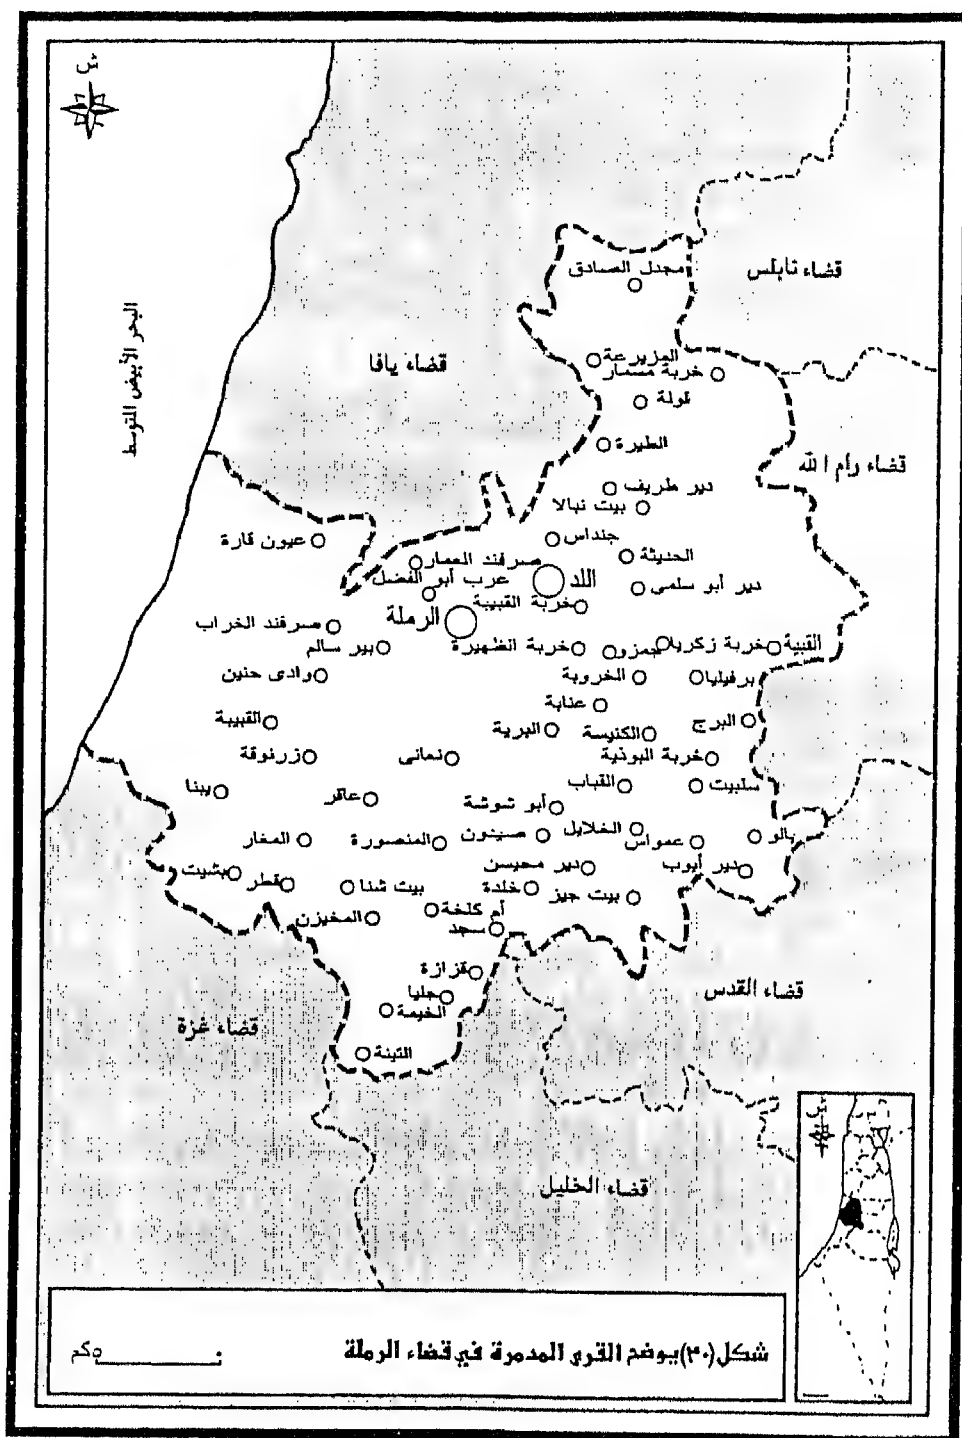 ش
البحر الأبيض المتوسط
قضاء نابلس
قضاء يافا
قضاء رام الله
مجدل الصادق
المزيرعة
خربة مسمار
قولة
الطيرة
دير طريف
بيت نبالا
جنداس
عيون قارة
الحديثة
صرفند العمار
اللد
عرب أبو الفضل
دير أبو سلمى
خربة القبيبة
الرملة
صرفند الخراب
القبية
خربة زكريا
جمزو
خربة الظهيرة
بير سالم
وادى حنين
الخروبة
برفيليا
عنابة
القبيبة
البرج
الكنيسة
البرية
زرنوقة
نعانى
خربة البوذية
يبنا
عاقر
القباب
سلبيت
أبو شوشة
المغار
المنصورة
صيدون
الخلايل
عمواس
يالو
بشيت
قطر
بيت شنا
دير محيسن
خلدة
بيت جيز
دير أيوب
المخيزن
أم كلخة
سجد
قزازة
جليا
الخيمة
التينة
قضاء القدس
قضاء غزة
قضاء الخليل
ش
شكل (٣٠) يوضح القرى المدمرة في قضاء الرملة
٥كم